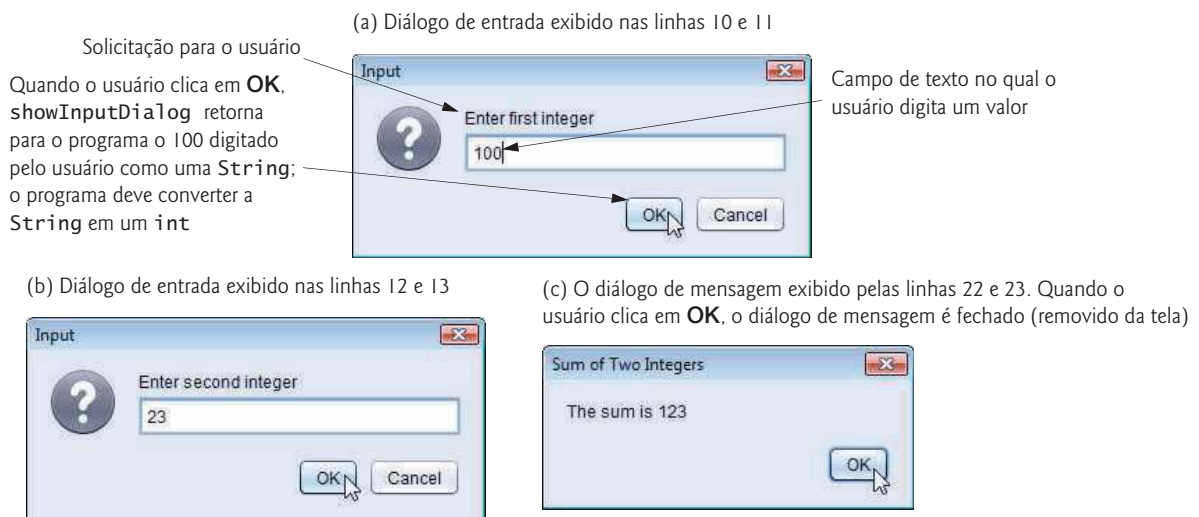 (a) Diálogo de entrada exibido nas linhas 10 e 11
Solicitação para o usuário
Quando o usuário clica em OK,
showInputDialog retorna
para o programa o 100 digitado
pelo usuário como uma String;
o programa deve converter a
String em um int
Input
Enter first integer
100
OK
Cancel
Campo de texto no qual o
usuário digita um valor
(b) Diálogo de entrada exibido nas linhas 12 e 13
Input
Enter second integer
23
OK
Cancel
(c) O diálogo de mensagem exibido pelas linhas 22 e 23. Quando o
usuário clica em OK, o diálogo de mensagem é fechado (removido da tela)
Sum of Two Integers
The sum is 123
OK